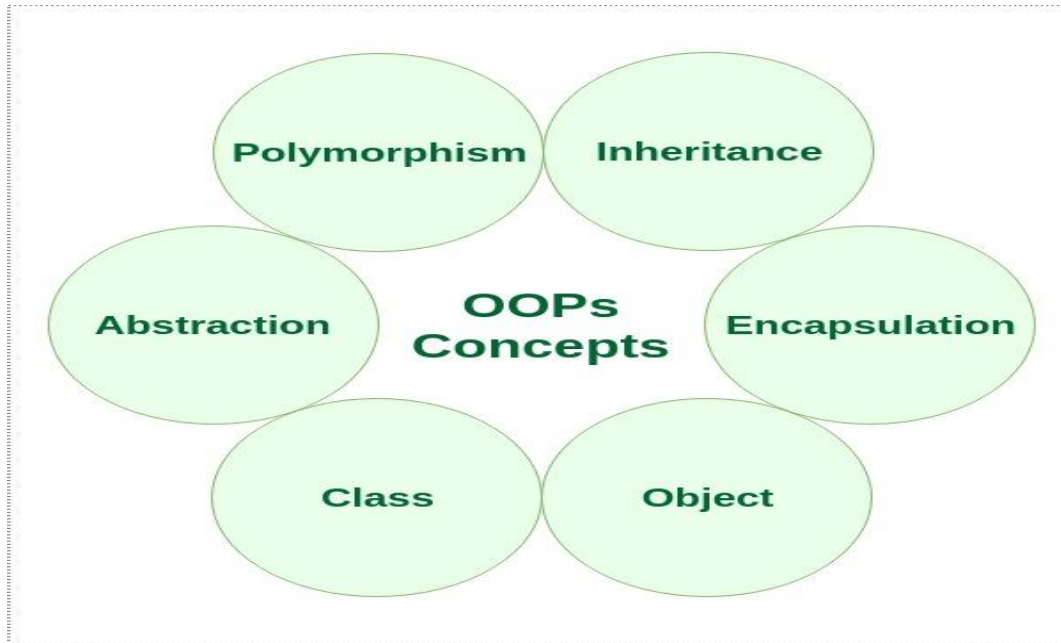 Polymorphism
Inheritance
Abstraction
OOPs
Concepts
Encapsulation
Class
Object